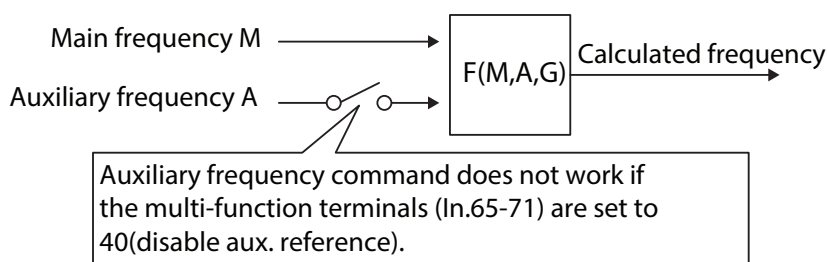 Main frequency M
Auxiliary frequency A
F(M,A,G)
Calculated frequency
Auxiliary frequency command does not work if
the multi-function terminals (In.65-71) are set to
40(disable aux. reference).